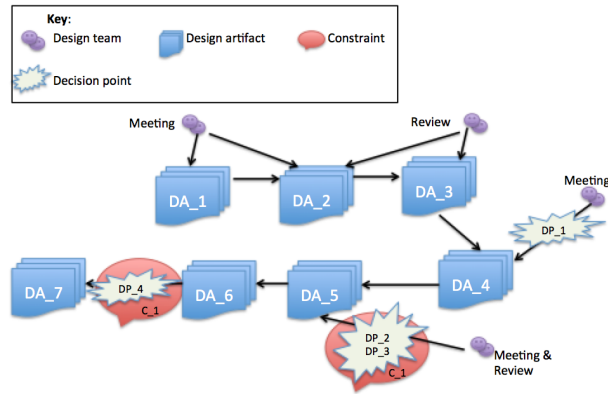 Key:
Design team
Design artifact
Constraint
Decision point
Meeting
Review
DA_1
DA_2
DA_3
Meeting
DP_1
DA_7
DP_4
C_1
DA_6
DA_5
DA_4
DP_2
DP_3
C_1
Meeting &
Review